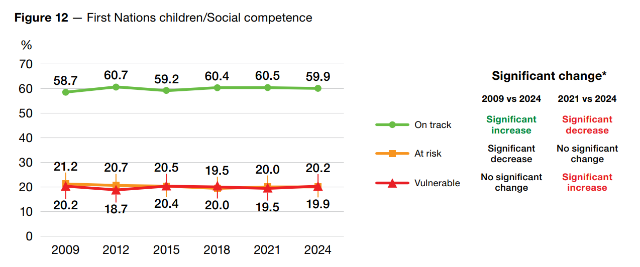 Figure 12 — First Nations children/Social competence
%
70
60
50
40
30
20
10
0
58.7 60.7 59.2 60.4 60.5 59.9
21.2 20.7 20.5 19.5 20.0 20.2
20.2 18.7 20.4 20.0 19.5 19.9
2009 2012 2015 2018 2021 2024
Significant change*
2009 vs 2024 2021 vs 2024
On track
Significant increase
Significant decrease
At risk
Significant decrease
No significant change
Vulnerable
No significant change
Significant increase